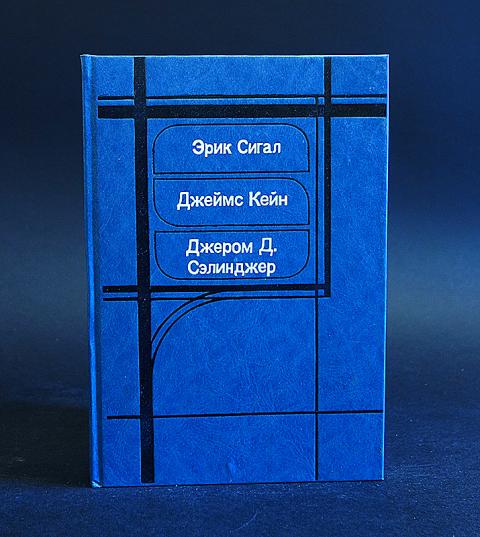 Эрик Сигал
Джеймс Кейн
Джером Д.
Сэлинджер